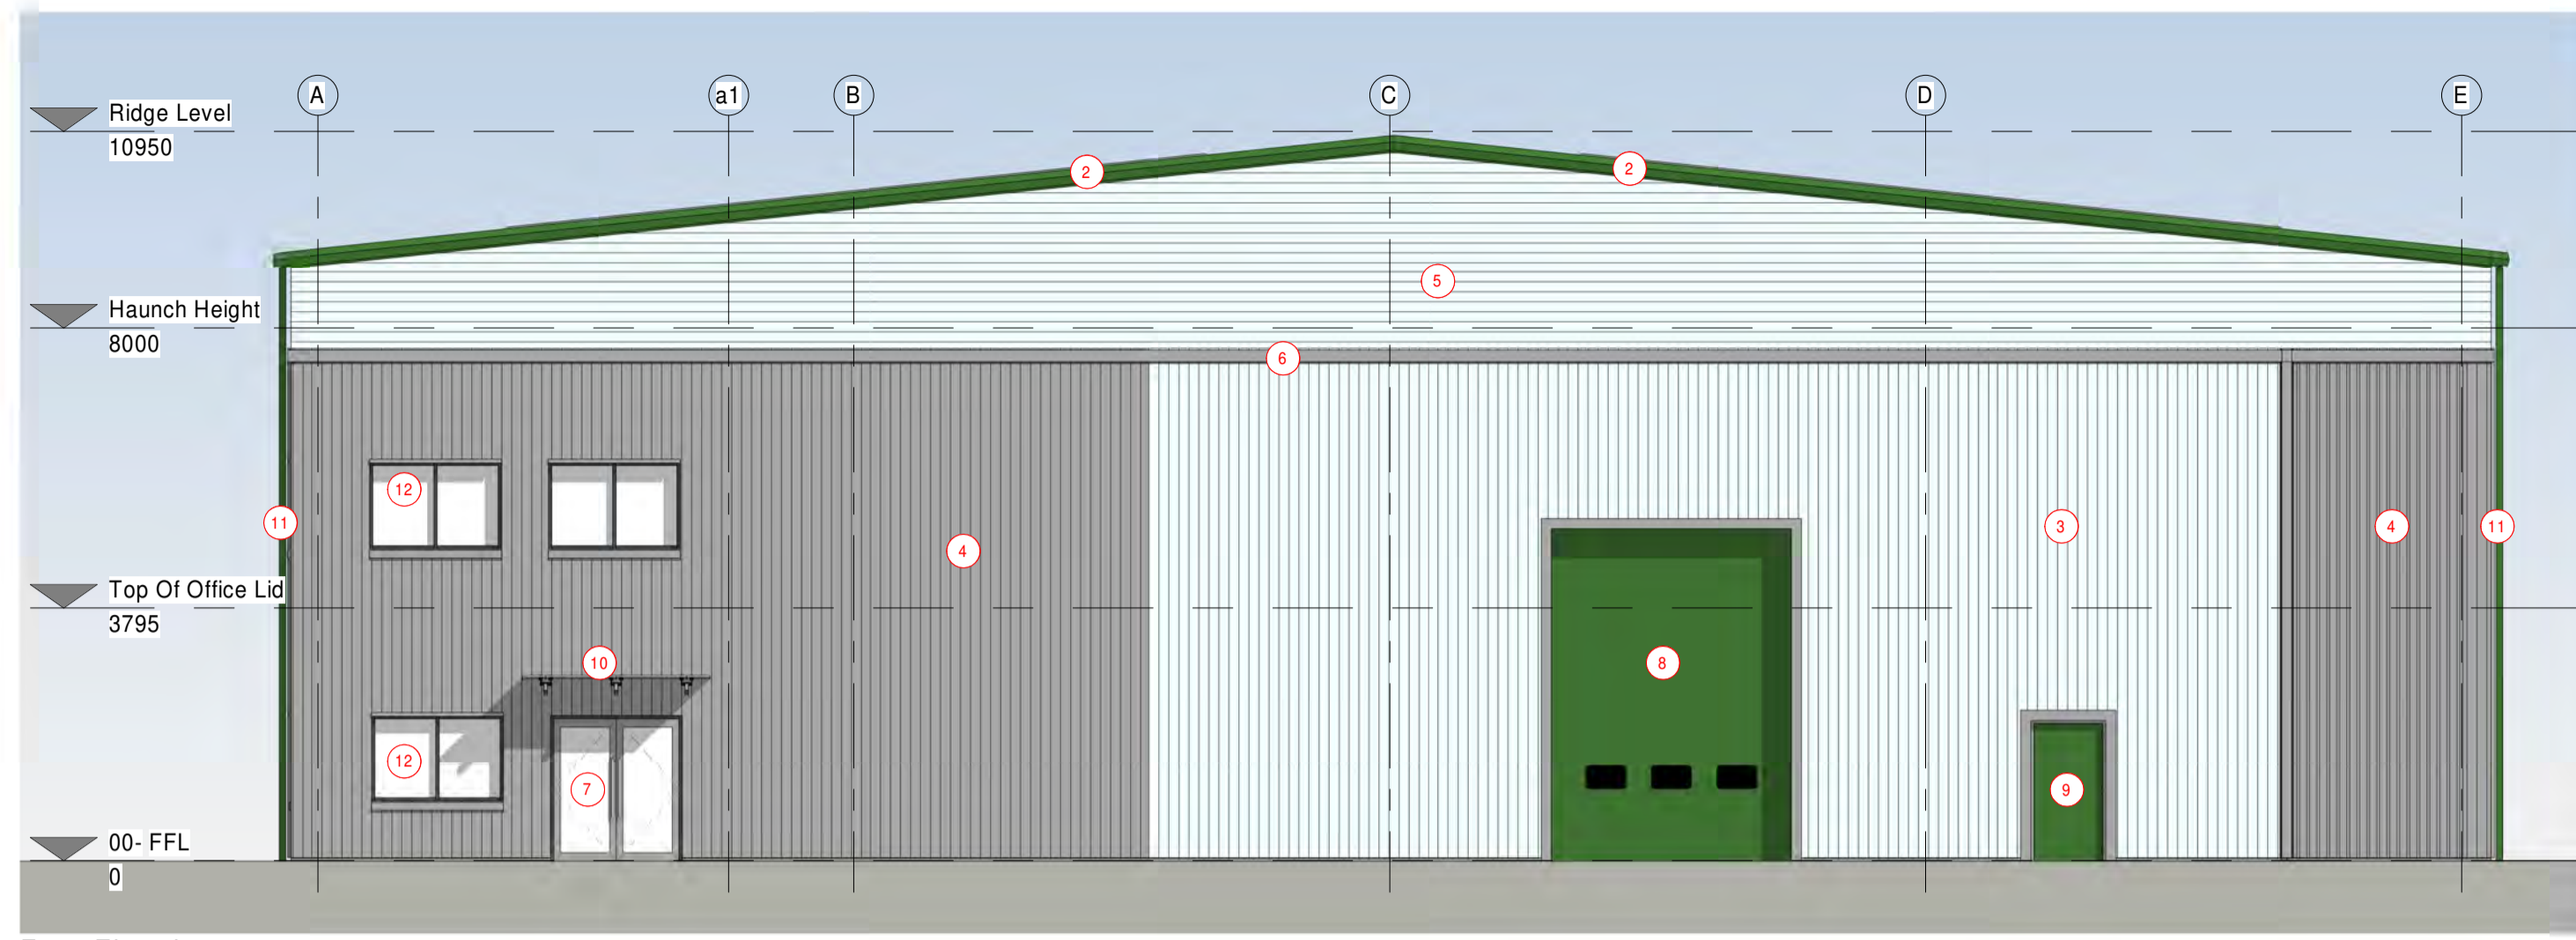 A a1 B C D E
Ridge Level
10950
2 2
5
Haunch Height
8000
6
12
11 4 3 4 11
Top Of Office Lid
3795
10 8
12 7 9
00- FFL
0